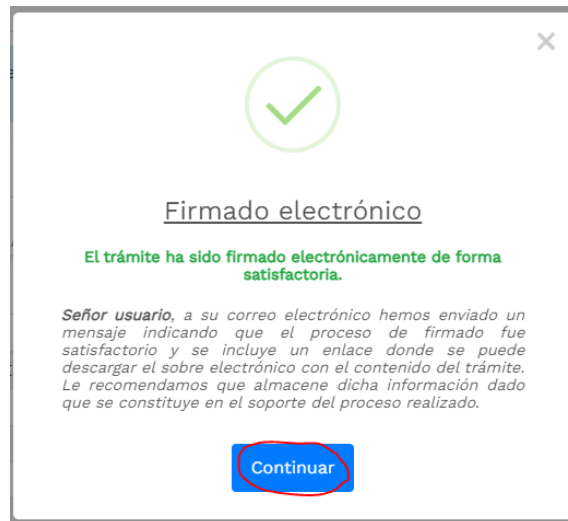 Firmado electrónico
El trámite ha sido firmado electrónicamente de forma
satisfactoria.
Señor usuario, a su correo electrónico hemos enviado un
mensaje indicando que el proceso de firmado fue
satisfactorio y se incluye un enlace donde se puede
descargar el sobre electrónico con el contenido del trámite.
Le recomendamos que almacene dicha información dado
que se constituye en el soporte del proceso realizado.
Continuar